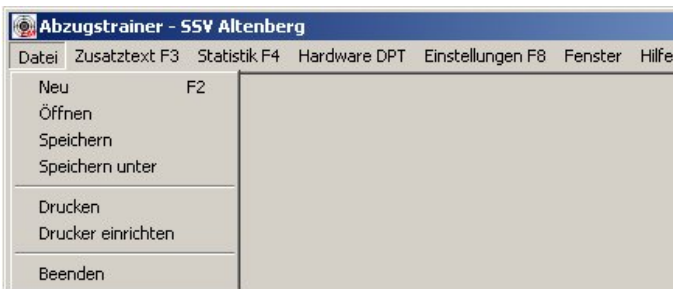 Abzugstrainer - SSV Altenberg
Datei Zusatztext F3 Statistik F4 Hardware DPT Einstellungen F8 Fenster Hilfe
Neu F2
Öffnen
Speichern
Speichern unter
Drucken
Drucker einrichten
Beenden